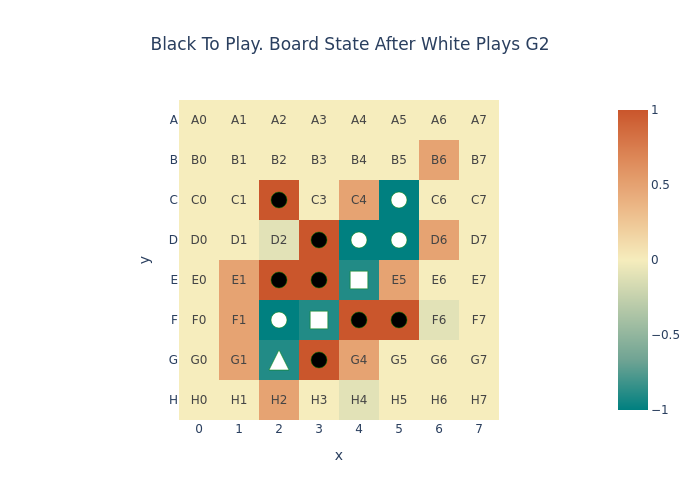 Black To Play. Board State After White Plays G2
A A0 A1 A2 A3 A4 A5 A6 A7
B B0 B1 B2 B3 B4 B5 B6 B7
C C0 C1 C3 C4 C6 C7
D D0 D1 D2 D6 D7
E E0 E1 E5 E6 E7
F F0 F1 F6 F7
G G0 G1 G4 G5 G6 G7
H H0 H1 H2 H3 H4 H5 H6 H7
0 1 2 3 4 5 6 7
x
y
1
0.5
0
−0.5
−1